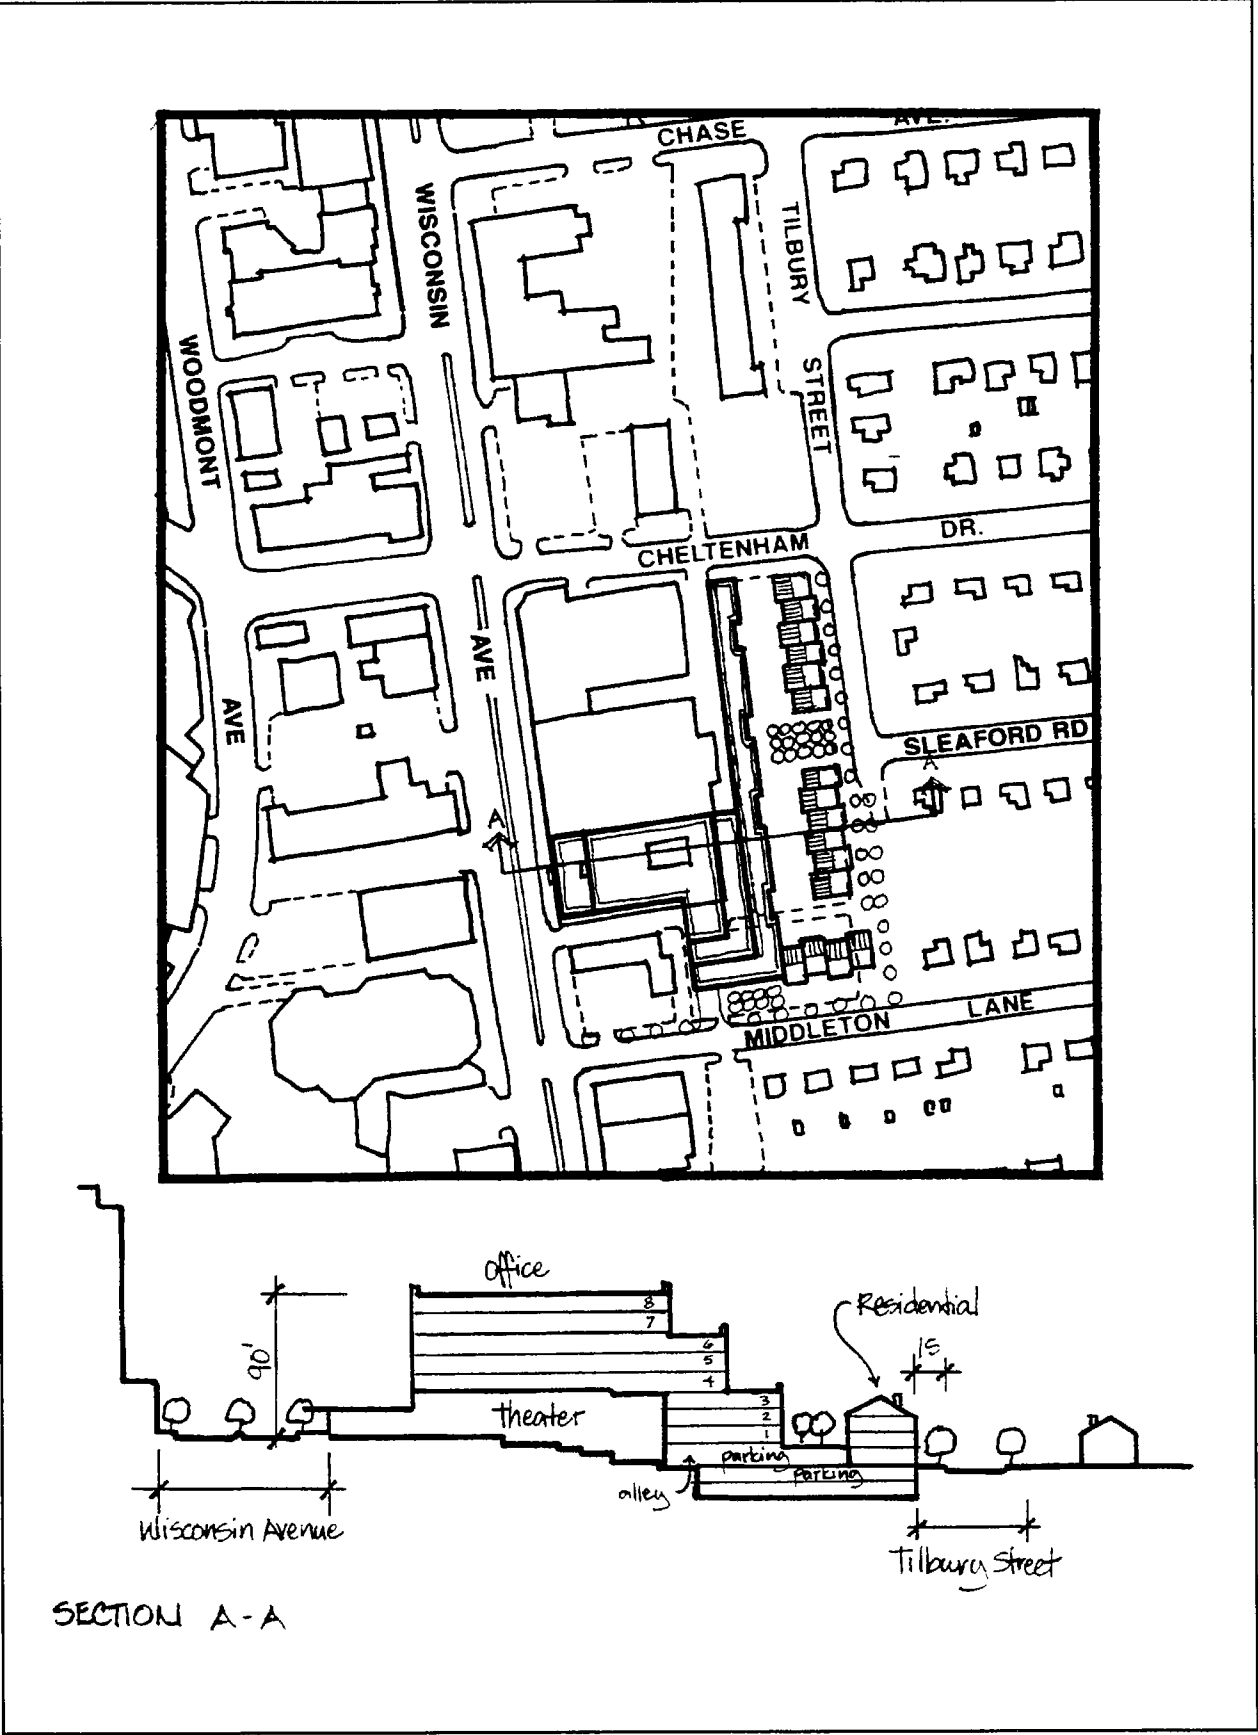 CHASE
AVE.
WISCONSIN
TILBURY
WOODMONT
STREET
DR.
CHELTENHAM
AVE
AVE
SLEAFORD RD
A
A
LANE
MIDDLETON
office
8
7
Residential
90'
6
5
15
4
3
theater
2
1
parking
parking
alley
Wisconsin Avenue
Tilbury Street
SECTION A-A